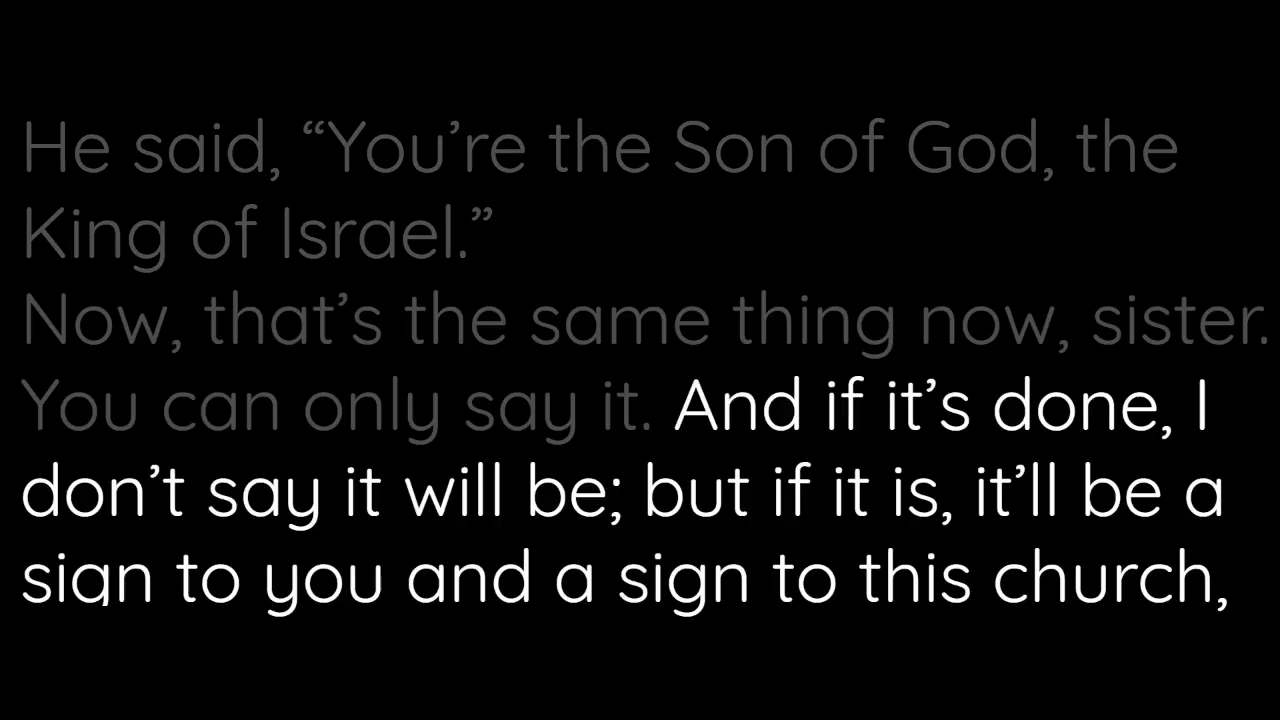 He said, “You’re the Son of God, the
King of Israel.”
Now, that’s the same thing now, sister.
You can only say it. And if it’s done, I
don’t say it will be; but if it is, it’ll be a
sign to you and a sign to this church,